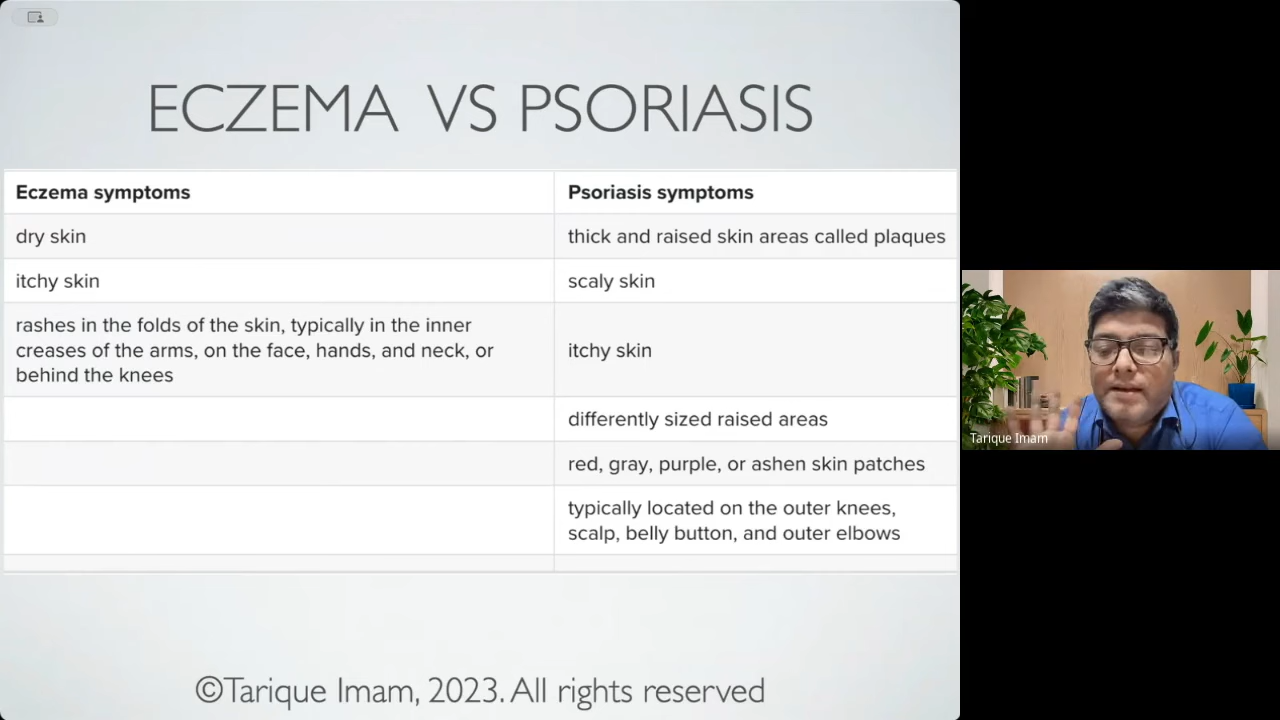 ECZEMA VS PSORIASIS
Eczema symptoms
Psoriasis symptoms
dry skin
thick and raised skin areas called plaques
itchy skin
scaly skin
rashes in the folds of the skin, typically in the inner
creases of the arms, on the face, hands, and neck, or
behind the knees
itchy skin
differently sized raised areas
red, gray, purple, or ashen skin patches
typically located on the outer knees,
scalp, belly button, and outer elbows
©Tarique Imam, 2023. All rights reserved
Tarique Imam